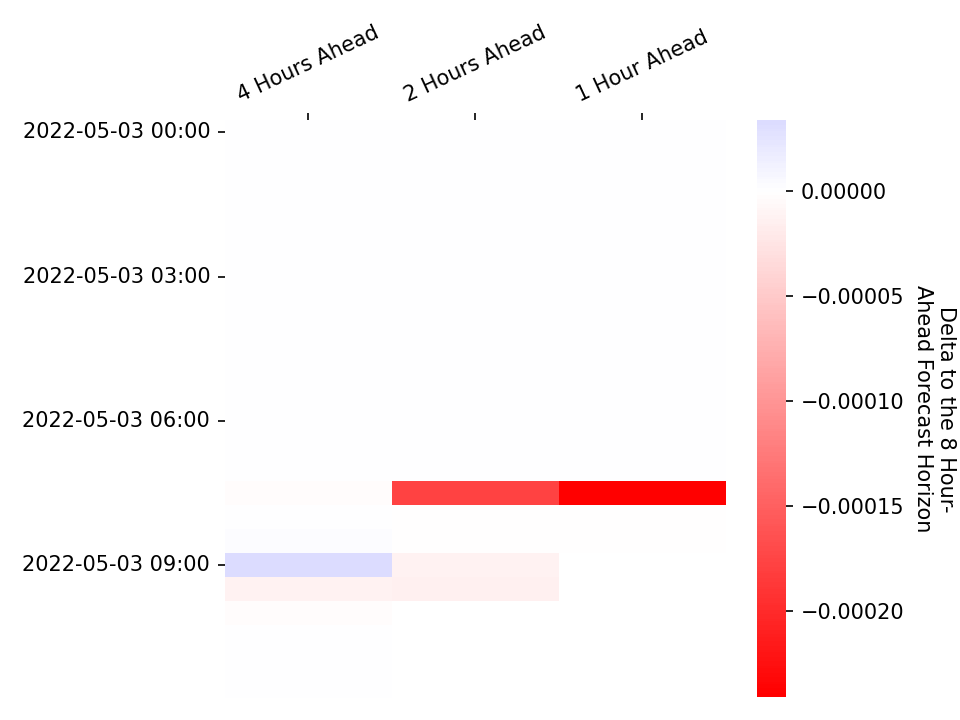 4 Hours Ahead
2 Hours Ahead
1 Hour Ahead
2022-05-03 00:00
2022-05-03 03:00
2022-05-03 06:00
2022-05-03 09:00
0.00000
−0.00005
−0.00010
−0.00015
−0.00020
Delta to the 8 Hour-
Ahead Forecast Horizon